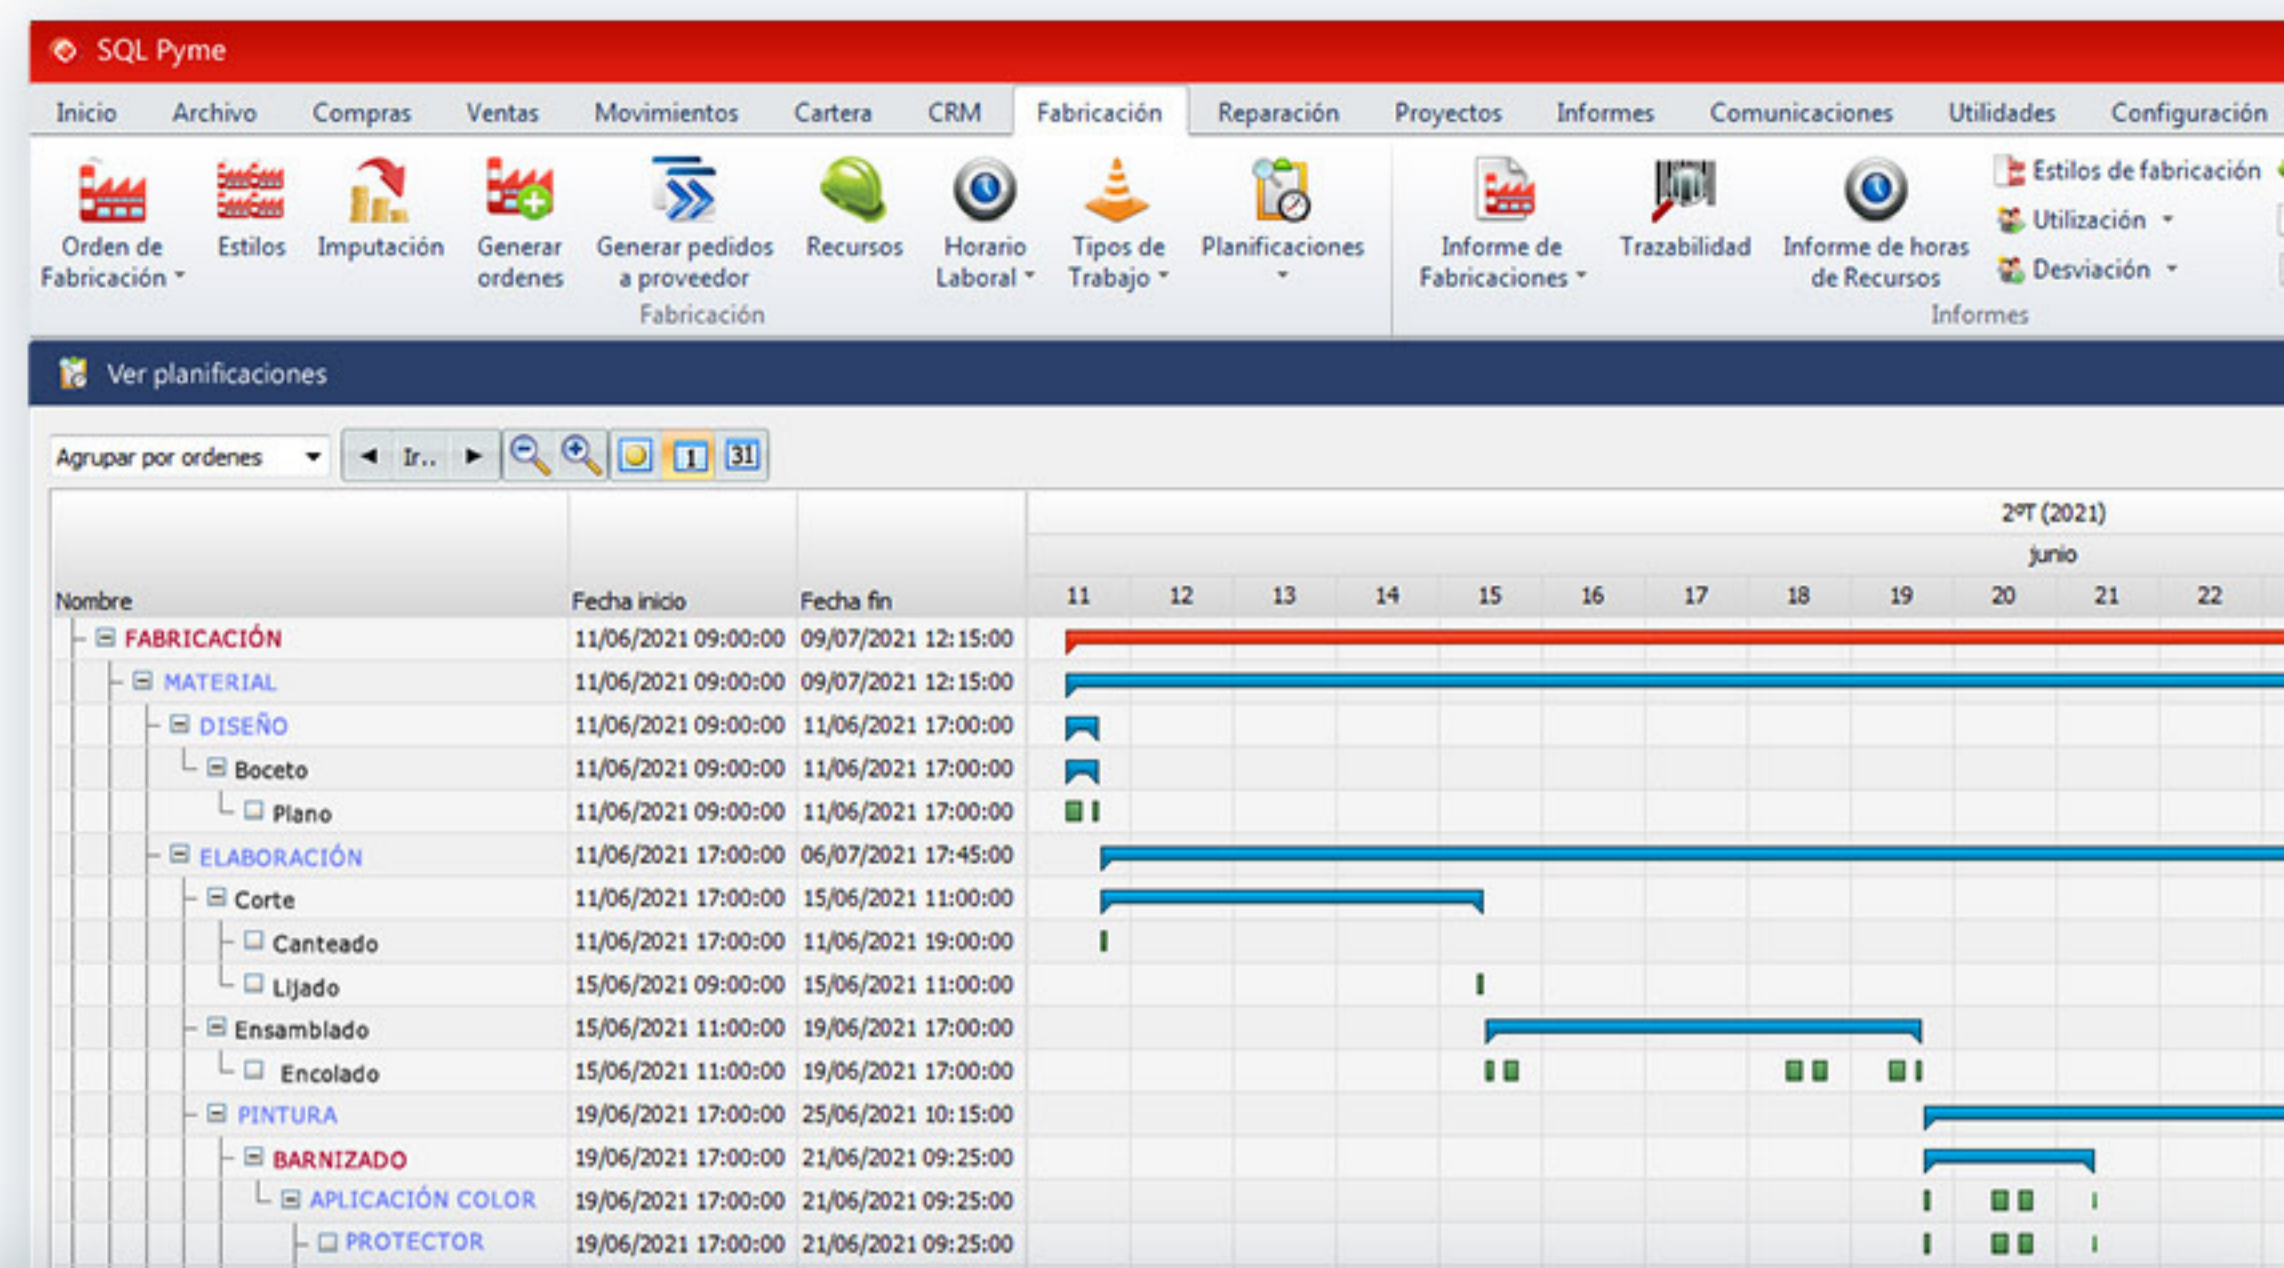 SQL Pyme
Inicio Archivo Compras Ventas Movimientos Cartera CRM Fabricación Reparación Proyectos Informes Comunicaciones Utilidades Configuración
Orden de Fabricación
Estilos
Imputación
Generar ordenes
Generar pedidos a proveedor
Recursos
Horario Laboral
Tipos de Trabajo
Planificaciones
Fabricación
Informe de Fabricaciones
Trazabilidad
Informe de horas de Recursos
Estilos de fabricación
Utilización
Desviación
Informes
Ver planificaciones
Agrupar por ordenes Ir.. 1 31
2ºT (2021)
junio
Nombre Fecha inicio Fecha fin 11 12 13 14 15 16 17 18 19 20 21 22
FABRICACIÓN 11/06/2021 09:00:00 09/07/2021 12:15:00
MATERIAL 11/06/2021 09:00:00 09/07/2021 12:15:00
DISEÑO 11/06/2021 09:00:00 11/06/2021 17:00:00
Boceto 11/06/2021 09:00:00 11/06/2021 17:00:00
Plano 11/06/2021 09:00:00 11/06/2021 17:00:00
ELABORACIÓN 11/06/2021 17:00:00 06/07/2021 17:45:00
Corte 11/06/2021 17:00:00 15/06/2021 11:00:00
Canteado 11/06/2021 17:00:00 11/06/2021 19:00:00
Lijado 15/06/2021 09:00:00 15/06/2021 11:00:00
Ensamblado 15/06/2021 11:00:00 19/06/2021 17:00:00
Encolado 15/06/2021 11:00:00 19/06/2021 17:00:00
PINTURA 19/06/2021 17:00:00 25/06/2021 10:15:00
BARNIZADO 19/06/2021 17:00:00 21/06/2021 09:25:00
APLICACIÓN COLOR 19/06/2021 17:00:00 21/06/2021 09:25:00
PROTECTOR 19/06/2021 17:00:00 21/06/2021 09:25:00